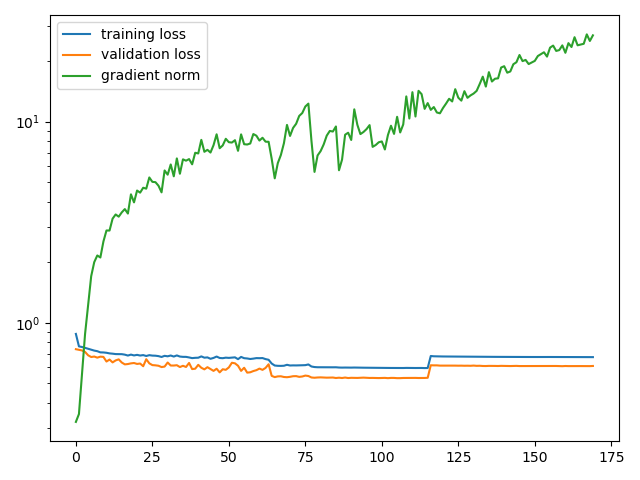 training loss
validation loss
gradient norm
10¹
10⁰
0 25 50 75 100 125 150 175